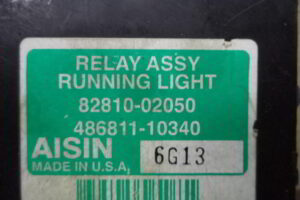 RELAY ASSY
RUNNING LIGHT
82810-02050
486811-10340
AISIN 6G13
MADE IN U.S.A.